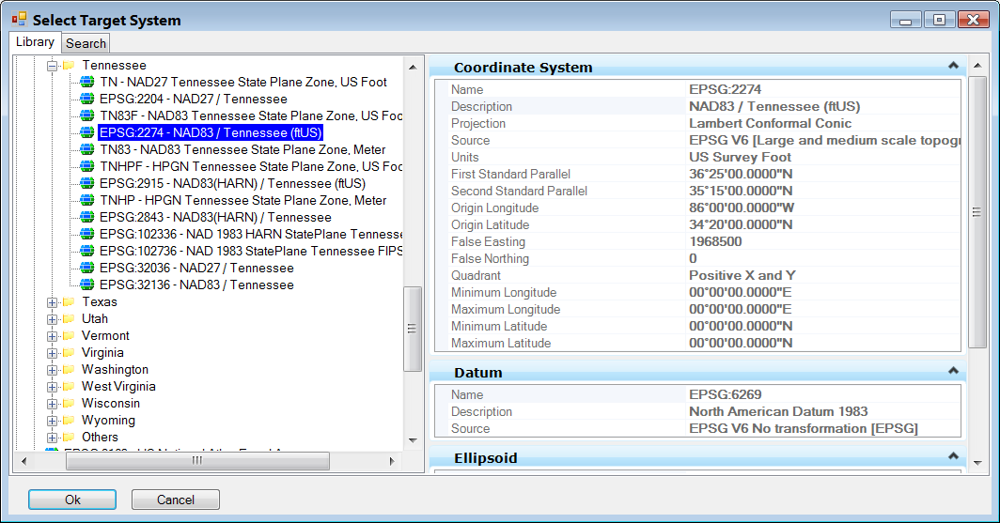 Select Target System
Library
Search
Tennessee
TN - NAD27 Tennessee State Plane Zone, US Foot
EPSG:2204 - NAD27 / Tennessee
TN83F - NAD83 Tennessee State Plane Zone, US Foo
EPSG:2274 - NAD83 / Tennessee (ftUS)
TN83 - NAD83 Tennessee State Plane Zone, Meter
TNHPF - HPGN Tennessee State Plane Zone, US Foo
EPSG:2915 - NAD83(HARN) / Tennessee (ftUS)
TNHP - HPGN Tennessee State Plane Zone, Meter
EPSG:2843 - NAD83(HARN) / Tennessee
EPSG:102336 - NAD 1983 HARN StatePlane Tennesse
EPSG:102736 - NAD 1983 StatePlane Tennessee FIPS
EPSG:32036 - NAD27 / Tennessee
EPSG:32136 - NAD83 / Tennessee
Texas
Utah
Vermont
Virginia
Washington
West Virginia
Wisconsin
Wyoming
Others
Coordinate System
Name EPSG:2274
Description NAD83 / Tennessee (ftUS)
Projection Lambert Conformal Conic
Source EPSG V6 [Large and medium scale topogr
Units US Survey Foot
First Standard Parallel 36°25'00.0000"N
Second Standard Parallel 35°15'00.0000"N
Origin Longitude 86°00'00.0000"W
Origin Latitude 34°20'00.0000"N
False Easting 1968500
False Northing 0
Quadrant Positive X and Y
Minimum Longitude 00°00'00.0000"E
Maximum Longitude 00°00'00.0000"E
Minimum Latitude 00°00'00.0000"N
Maximum Latitude 00°00'00.0000"N
Datum
Name EPSG:6269
Description North American Datum 1983
Source EPSG V6 No transformation [EPSG]
Ellipsoid
Ok
Cancel